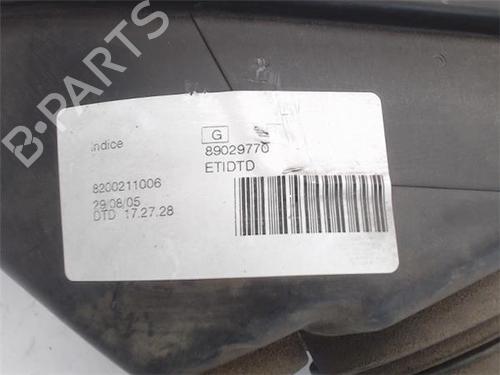 B-PARTS
G
Indice
89029770
ETIDTD
8200211006
29/08/05
DTD 17.27.28